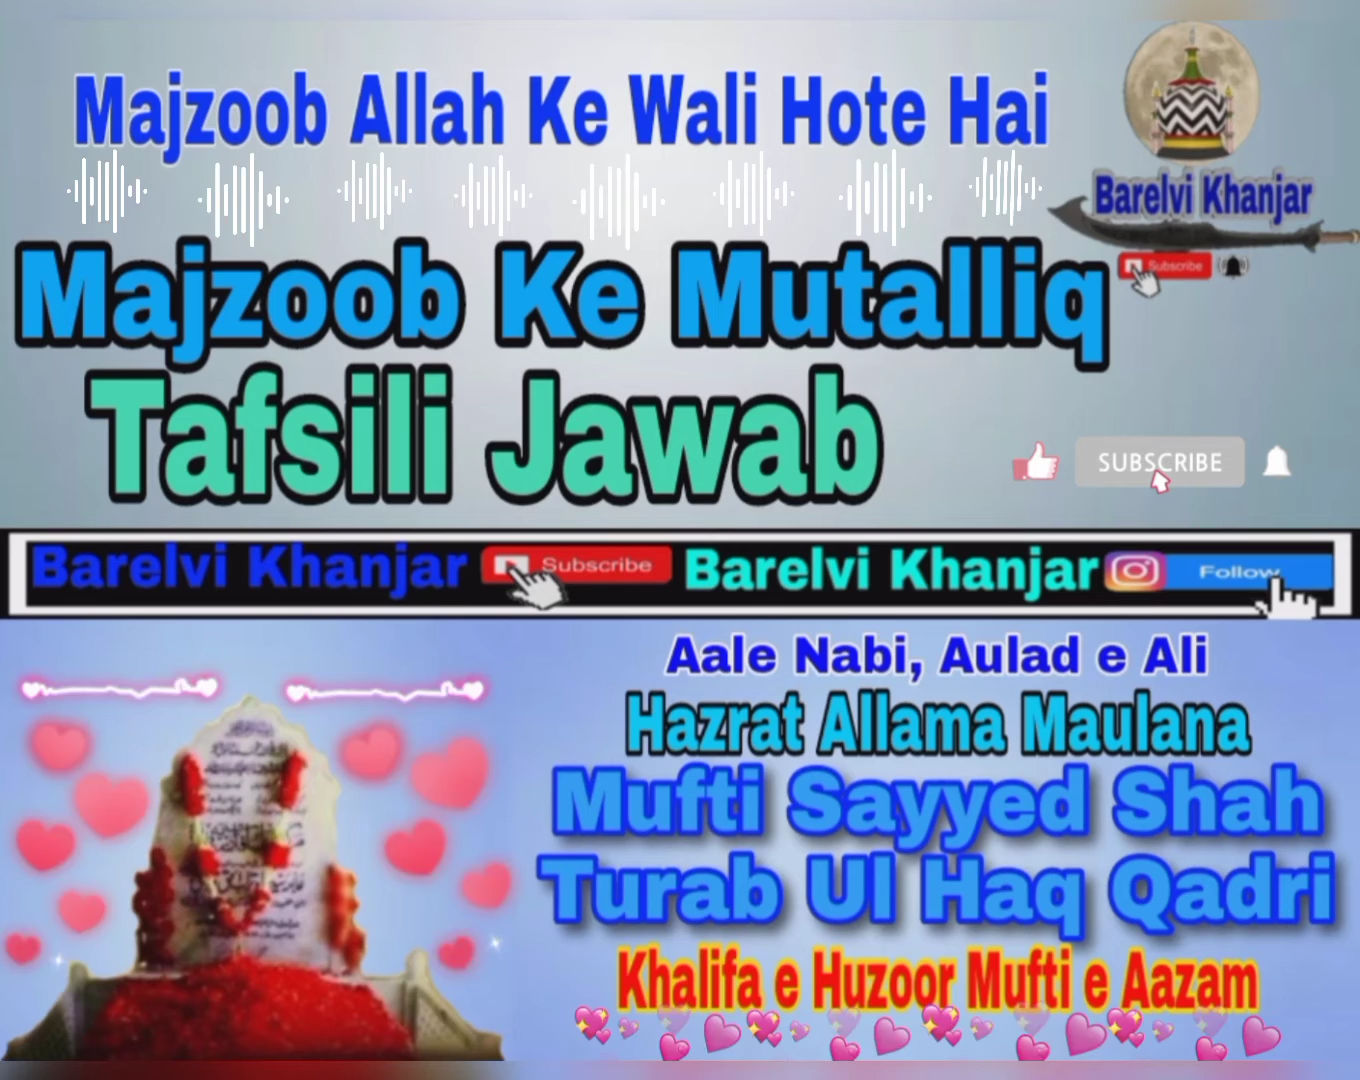 Majzoob Allah Ke Wali Hote Hai
Barelvi Khanjar
Subscribe
Majzoob Ke Mutalliq
Tafsili Jawab
SUBSCRIBE
Barelvi Khanjar Subscribe Barelvi Khanjar Follow
Aale Nabi, Aulad e Ali
Hazrat Allama Maulana
Mufti Sayyed Shah
Turab Ul Haq Qadri
Khalifa e Huzoor Mufti e Aazam